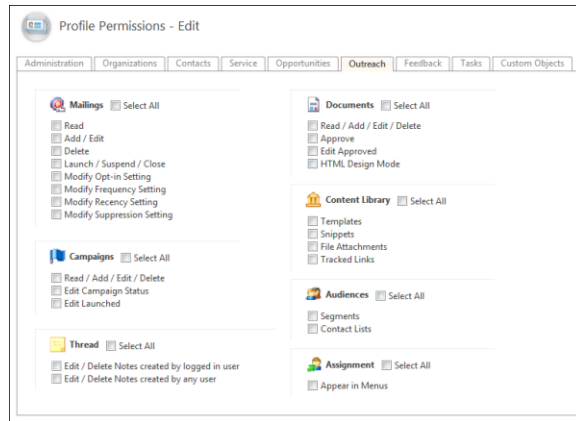 Profile Permissions - Edit
Administration Organizations Contacts Service Opportunities Outreach Feedback Tasks Custom Objects
Mailings Select All
Read
Add / Edit
Delete
Launch / Suspend / Close
Modify Opt-in Setting
Modify Frequency Setting
Modify Recency Setting
Modify Suppression Setting
Campaigns Select All
Read / Add / Edit / Delete
Edit Campaign Status
Edit Launched
Thread Select All
Edit / Delete Notes created by logged in user
Edit / Delete Notes created by any user
Documents Select All
Read / Add / Edit / Delete
Approve
Edit Approved
HTML Design Mode
Content Library Select All
Templates
Snippets
File Attachments
Tracked Links
Audiences Select All
Segments
Contact Lists
Assignment Select All
Appear in Menus